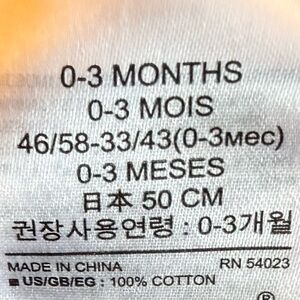 0-3 MONTHS
0-3 MOIS
46/58-33/43(0-3мес)
0-3 MESES
日本 50 CM
권장사용연령 : 0-3개월
MADE IN CHINA RN 54023
■ US/GB/EG : 100% COTTON
®